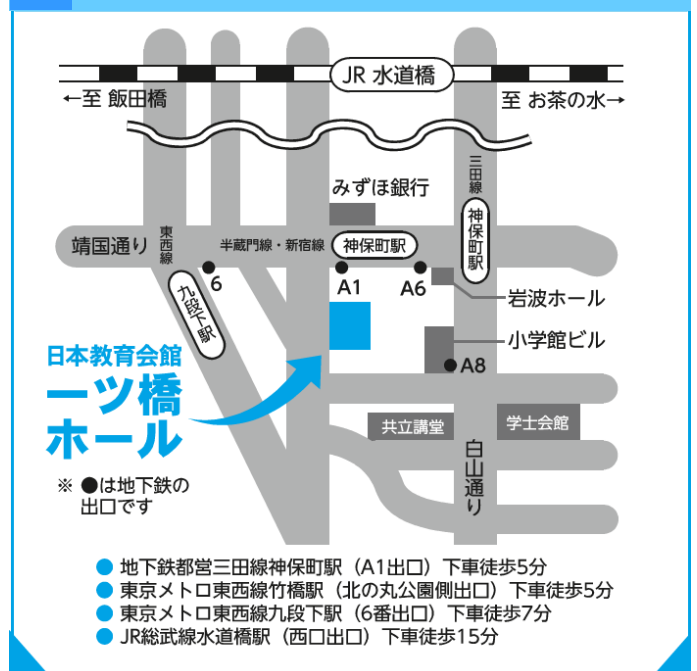 JR 水道橋
←至 飯田橋
至 お茶の水→
三田線
みずほ銀行
神保町駅
靖国通り
東西線
半蔵門線・新宿線
神保町駅
6
A1
A6
九段下駅
岩波ホール
小学館ビル
日本教育会館
一ツ橋
ホール
A8
共立講堂
学士会館
白山通り
※ ●は地下鉄の
出口です
● 地下鉄都営三田線神保町駅（A1出口）下車徒歩5分
● 東京メトロ東西線竹橋駅（北の丸公園側出口）下車徒歩5分
● 東京メトロ東西線九段下駅（6番出口）下車徒歩7分
● JR総武線水道橋駅（西口出口）下車徒歩15分